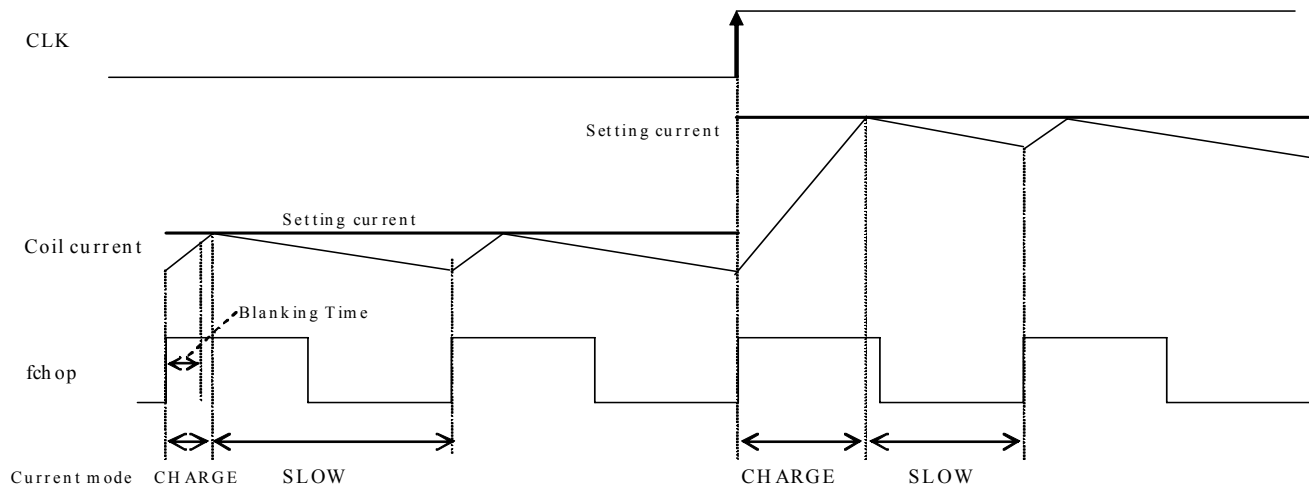 CLK
Setting current
Setting current
Coil current
Blanking Time
fchop
Current mode CHARGE SLOW CHARGE SLOW